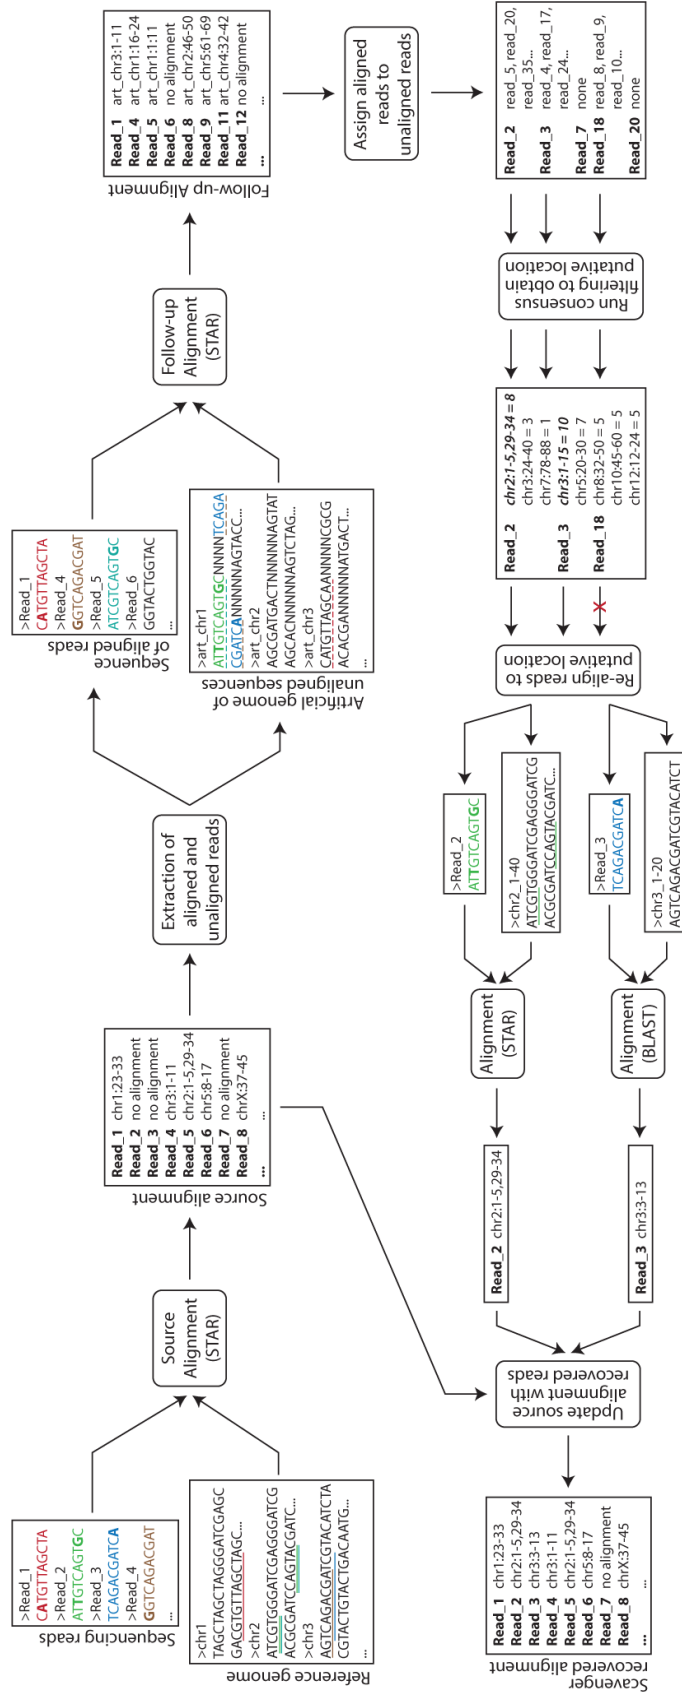 Sequencing reads
>Read_1
CATGTTAGCTA
>Read_2
ATTGTCAGTGC
>Read_3
TCAGACGATCA
>Read_4
GGTCAGACGAT
...
Reference genome
>chr1
TAGCTAGCTAGGGATCGAGC
GACGTGTTAGCTAGC...
>chr2
ATCGTGGGATCGAGGGATCG
ACGCGATCCAGTACGATC...
>chr3
AGTCAGACGATCGTACATCTA
CGTACTGTACTGACAATG...
...
Source
Alignment
(STAR)
Source alignment
Read_1 chr1:23-33
Read_2 no alignment
Read_3 no alignment
Read_4 chr3:1-11
Read_5 chr2:1-5,29-34
Read_6 chr5:8-17
Read_7 no alignment
Read_8 chrX:37-45
... ...
Extraction of
aligned and
unaligned reads
Sequence
of aligned reads
>Read_1
CATGTTAGCTA
>Read_4
GGTCAGACGAT
>Read_5
ATCGTCAGTGC
>Read_6
GGTACTGGTAC
...
Artificial genome of
unaligned sequences
>art_chr1
ATTGTCAGTGCNNNNTCAGA
CGATCANNNNNAGTACC...
>art_chr2
AGCGATGACTNNNNNAGTAT
AGCACNNNNNAGTCTAG...
>art_chr3
CATGTTAGCAANNNNCGCG
ACACGANNNNNATGACT...
...
Follow-up
Alignment
(STAR)
Follow-up Alignment
Read_1 art_chr3:1-11
Read_4 art_chr1:16-24
Read_5 art_chr1:1:11
Read_6 no alignment
Read_8 art_chr2:46-50
Read_9 art_chr5:61-69
Read_11 art_chr4:32-42
Read_12 no alignment
... ...
Assign aligned
reads to
unaligned reads
Read_2 read_5, read_20,
read_35...
Read_3 read_4, read_17,
read_24...
Read_7 none
Read_18 read_8, read_9,
read_10...
Read_20 none
Run consensus
filtering to obtain
putative location
Read_2 chr2:1-5,29-34 = 8
chr3:24-40 = 3
chr7:78-88 = 1
Read_3 chr3:1-15 = 10
chr5:20-30 = 7
Read_18 chr8:32-50 = 5
chr10:45-60 = 5
chr12:12-24 = 5
x
Re-align reads to
putative location
>Read_2
ATTGTCAGTGC
>chr2_1-40
ATCGTGGGATCGAGGGATCG
ACGCGATCCAGTACGATC...
>Read_3
TCAGACGATCA
>chr3_1-20
AGTCAGACGATCGTACATCT
Alignment
(STAR)
Alignment
(BLAST)
Read_2 chr2:1-5,29-34
Read_3 chr3:3-13
Update source
alignment with
recovered reads
Scavenger
recovered alignment
Read_1 chr1:23-33
Read_2 chr2:1-5,29-34
Read_3 chr3:3-13
Read_4 chr3:1-11
Read_5 chr2:1-5,29-34
Read_6 chr5:8-17
Read_7 no alignment
Read_8 chrX:37-45
... ...